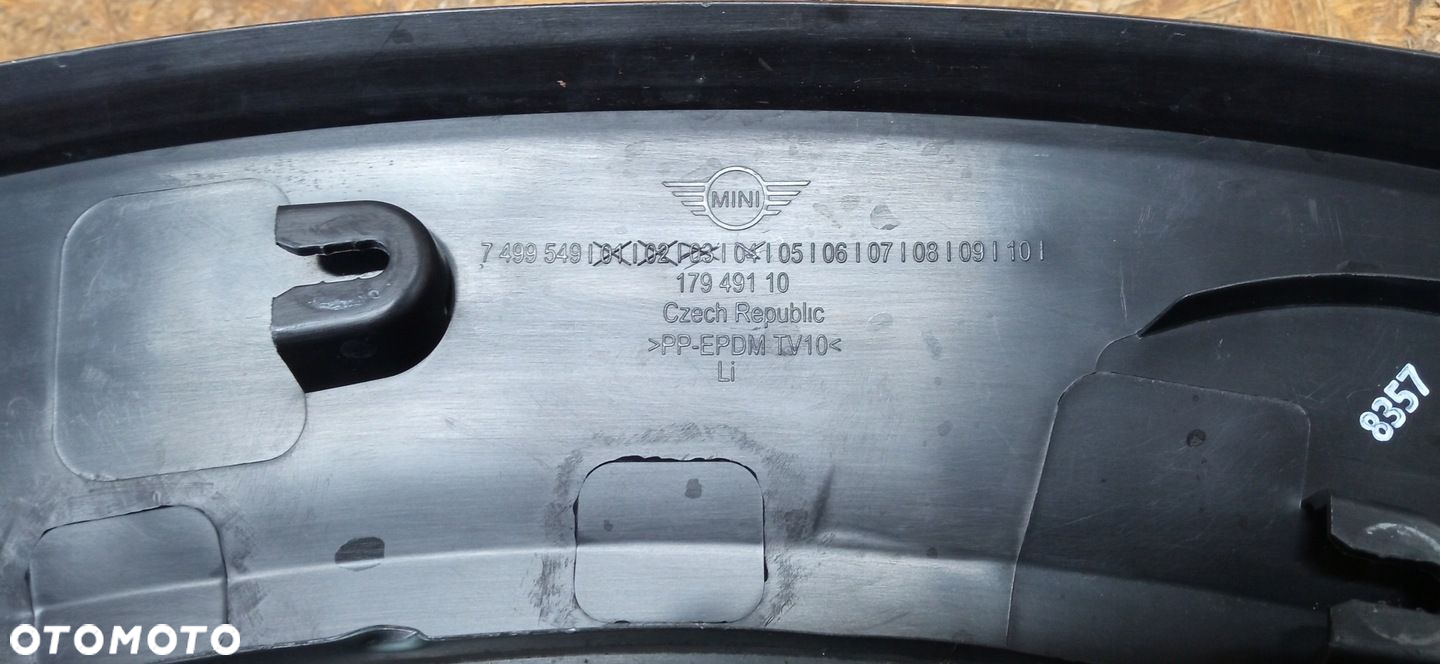 MINI
7 499 549 | 01 | 02 | 03 | 04 | 05 | 06 | 07 | 08 | 09 | 10 |
179 491 10
Czech Republic
>PP-EPDM TV10<
Li
8357
OTOMOTO